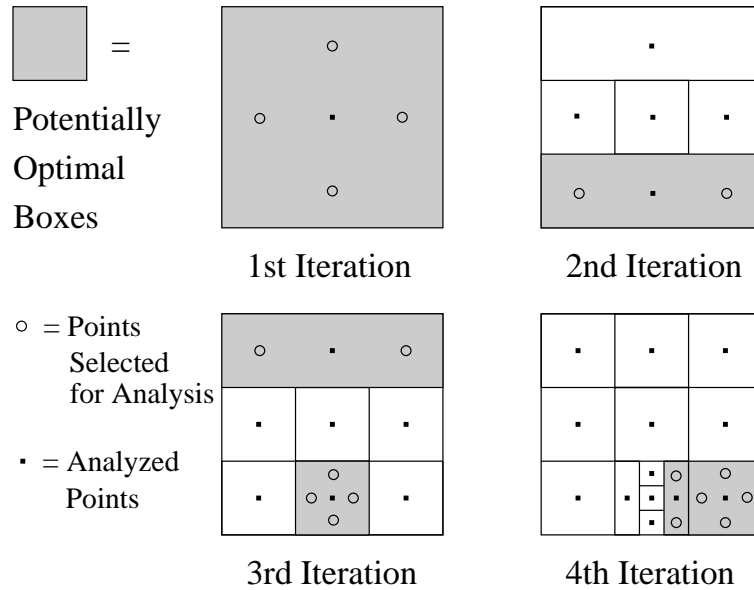 =
Potentially
Optimal
Boxes
1st Iteration
2nd Iteration
= Points
Selected
for Analysis
= Analyzed
Points
3rd Iteration
4th Iteration